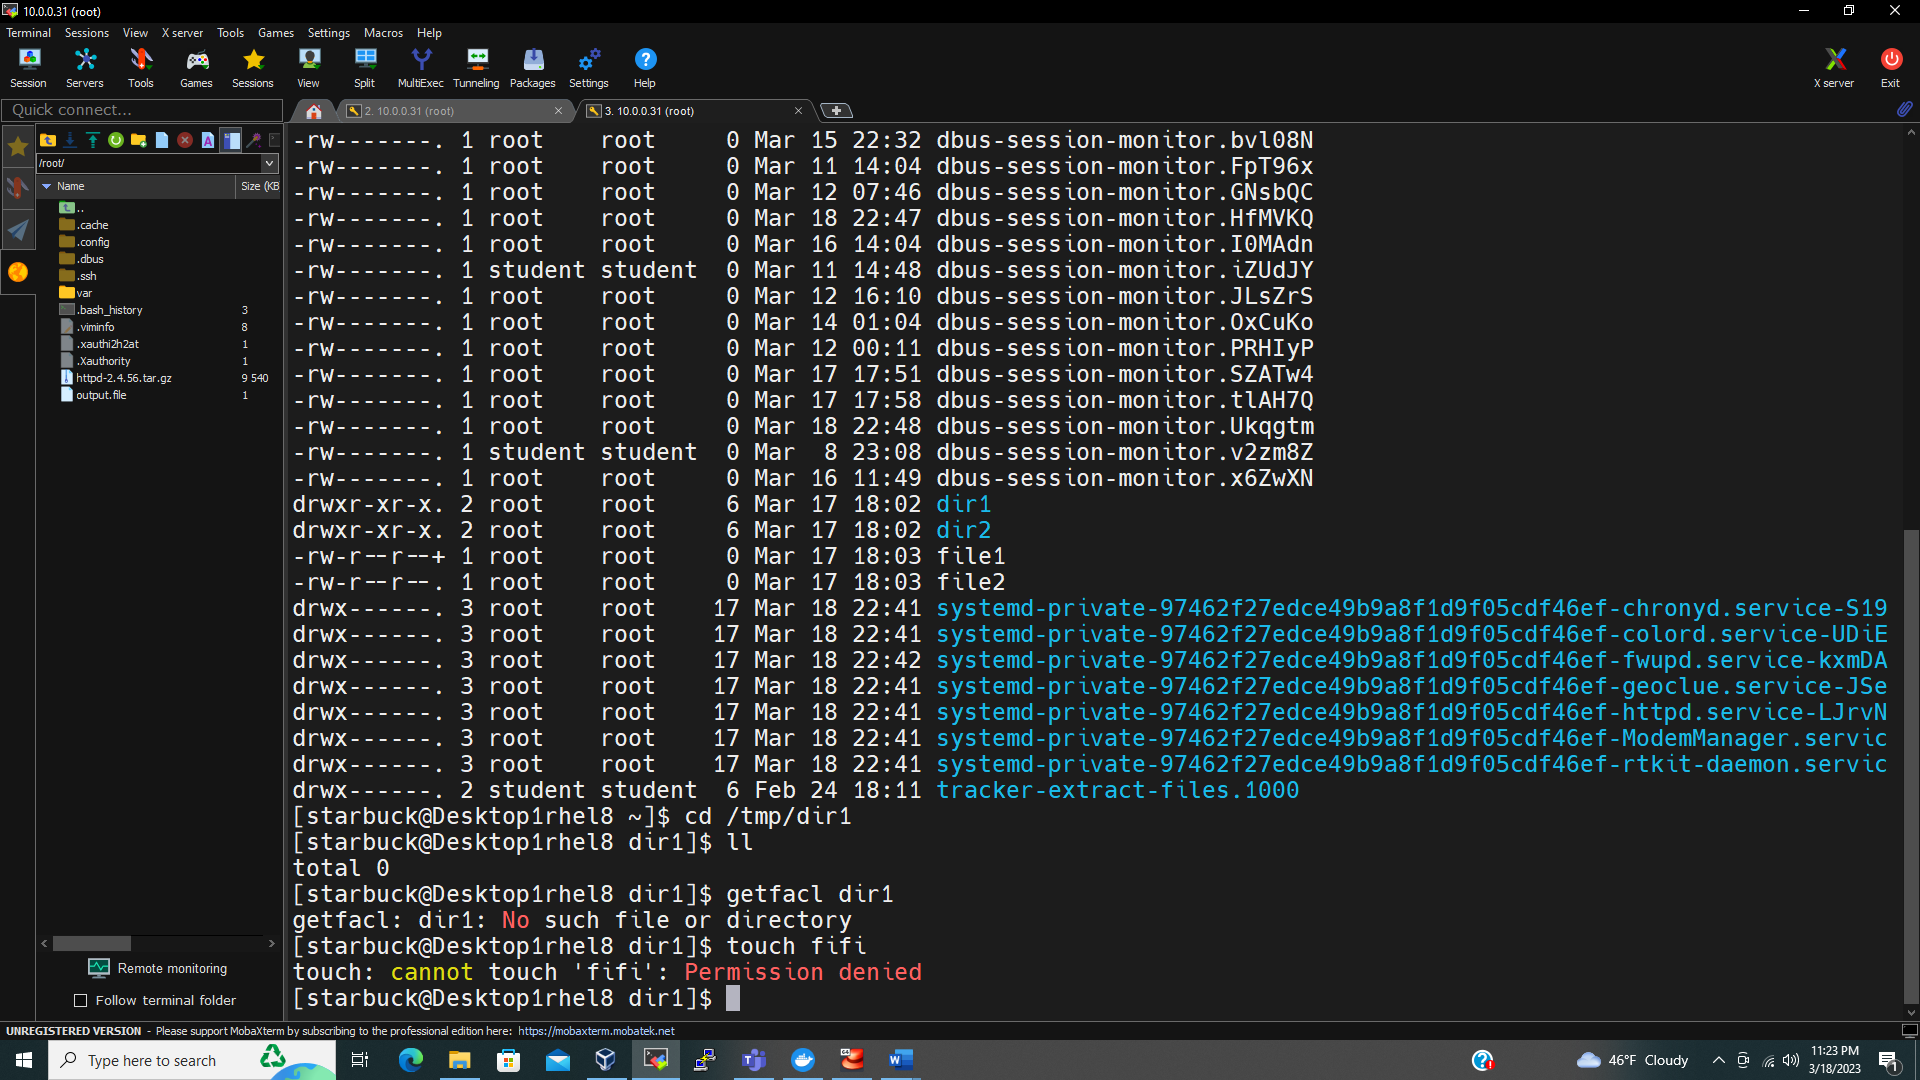 10.0.0.31 (root)
Terminal Sessions View X server Tools Games Settings Macros Help
Session Servers Tools Games Sessions View Split MultiExec Tunneling Packages Settings Help X server Exit
Quick connect...
2. 10.0.0.31 (root)
3. 10.0.0.31 (root)
/root/
Name Size (KB
..
.cache
.config
.dbus
.ssh
var
.bash_history 3
.viminfo 8
.xauthi2h2at 1
.Xauthority 1
httpd-2.4.56.tar.gz 9 540
output.file 1
Remote monitoring
Follow terminal folder
-rw-------. 1 root root 0 Mar 15 22:32 dbus-session-monitor.bvl08N
-rw-------. 1 root root 0 Mar 11 14:04 dbus-session-monitor.FpT96x
-rw-------. 1 root root 0 Mar 12 07:46 dbus-session-monitor.GNsbQC
-rw-------. 1 root root 0 Mar 18 22:47 dbus-session-monitor.HfMVKQ
-rw-------. 1 root root 0 Mar 16 14:04 dbus-session-monitor.I0MAdn
-rw-------. 1 student student 0 Mar 11 14:48 dbus-session-monitor.iZUdJY
-rw-------. 1 root root 0 Mar 12 16:10 dbus-session-monitor.JLsZrS
-rw-------. 1 root root 0 Mar 14 01:04 dbus-session-monitor.OxCuKo
-rw-------. 1 root root 0 Mar 12 00:11 dbus-session-monitor.PRHIyP
-rw-------. 1 root root 0 Mar 17 17:51 dbus-session-monitor.SZATw4
-rw-------. 1 root root 0 Mar 17 17:58 dbus-session-monitor.tlAH7Q
-rw-------. 1 root root 0 Mar 18 22:48 dbus-session-monitor.Ukqgtm
-rw-------. 1 student student 0 Mar 8 23:08 dbus-session-monitor.v2zm8Z
-rw-------. 1 root root 0 Mar 16 11:49 dbus-session-monitor.x6ZwXN
drwxr-xr-x. 2 root root 6 Mar 17 18:02 dir1
drwxr-xr-x. 2 root root 6 Mar 17 18:02 dir2
-rw-r--r--+ 1 root root 0 Mar 17 18:03 file1
-rw-r--r--. 1 root root 0 Mar 17 18:03 file2
drwx------. 3 root root 17 Mar 18 22:41 systemd-private-97462f27edce49b9a8f1d9f05cdf46ef-chronyd.service-S19
drwx------. 3 root root 17 Mar 18 22:41 systemd-private-97462f27edce49b9a8f1d9f05cdf46ef-colord.service-UDiE
drwx------. 3 root root 17 Mar 18 22:42 systemd-private-97462f27edce49b9a8f1d9f05cdf46ef-fwupd.service-kxmDA
drwx------. 3 root root 17 Mar 18 22:41 systemd-private-97462f27edce49b9a8f1d9f05cdf46ef-geoclue.service-JSe
drwx------. 3 root root 17 Mar 18 22:41 systemd-private-97462f27edce49b9a8f1d9f05cdf46ef-httpd.service-LJrvN
drwx------. 3 root root 17 Mar 18 22:41 systemd-private-97462f27edce49b9a8f1d9f05cdf46ef-ModemManager.servic
drwx------. 3 root root 17 Mar 18 22:41 systemd-private-97462f27edce49b9a8f1d9f05cdf46ef-rtkit-daemon.servic
drwx------. 2 student student 6 Feb 24 18:11 tracker-extract-files.1000
[starbuck@Desktop1rhel8 ~]$ cd /tmp/dir1
[starbuck@Desktop1rhel8 dir1]$ ll
total 0
[starbuck@Desktop1rhel8 dir1]$ getfacl dir1
getfacl: dir1: No such file or directory
[starbuck@Desktop1rhel8 dir1]$ touch fifi
touch: cannot touch 'fifi': Permission denied
[starbuck@Desktop1rhel8 dir1]$
UNREGISTERED VERSION - Please support MobaXterm by subscribing to the professional edition here: https://mobaxterm.mobatek.net
Type here to search
46°F Cloudy
11:23 PM
3/18/2023
1